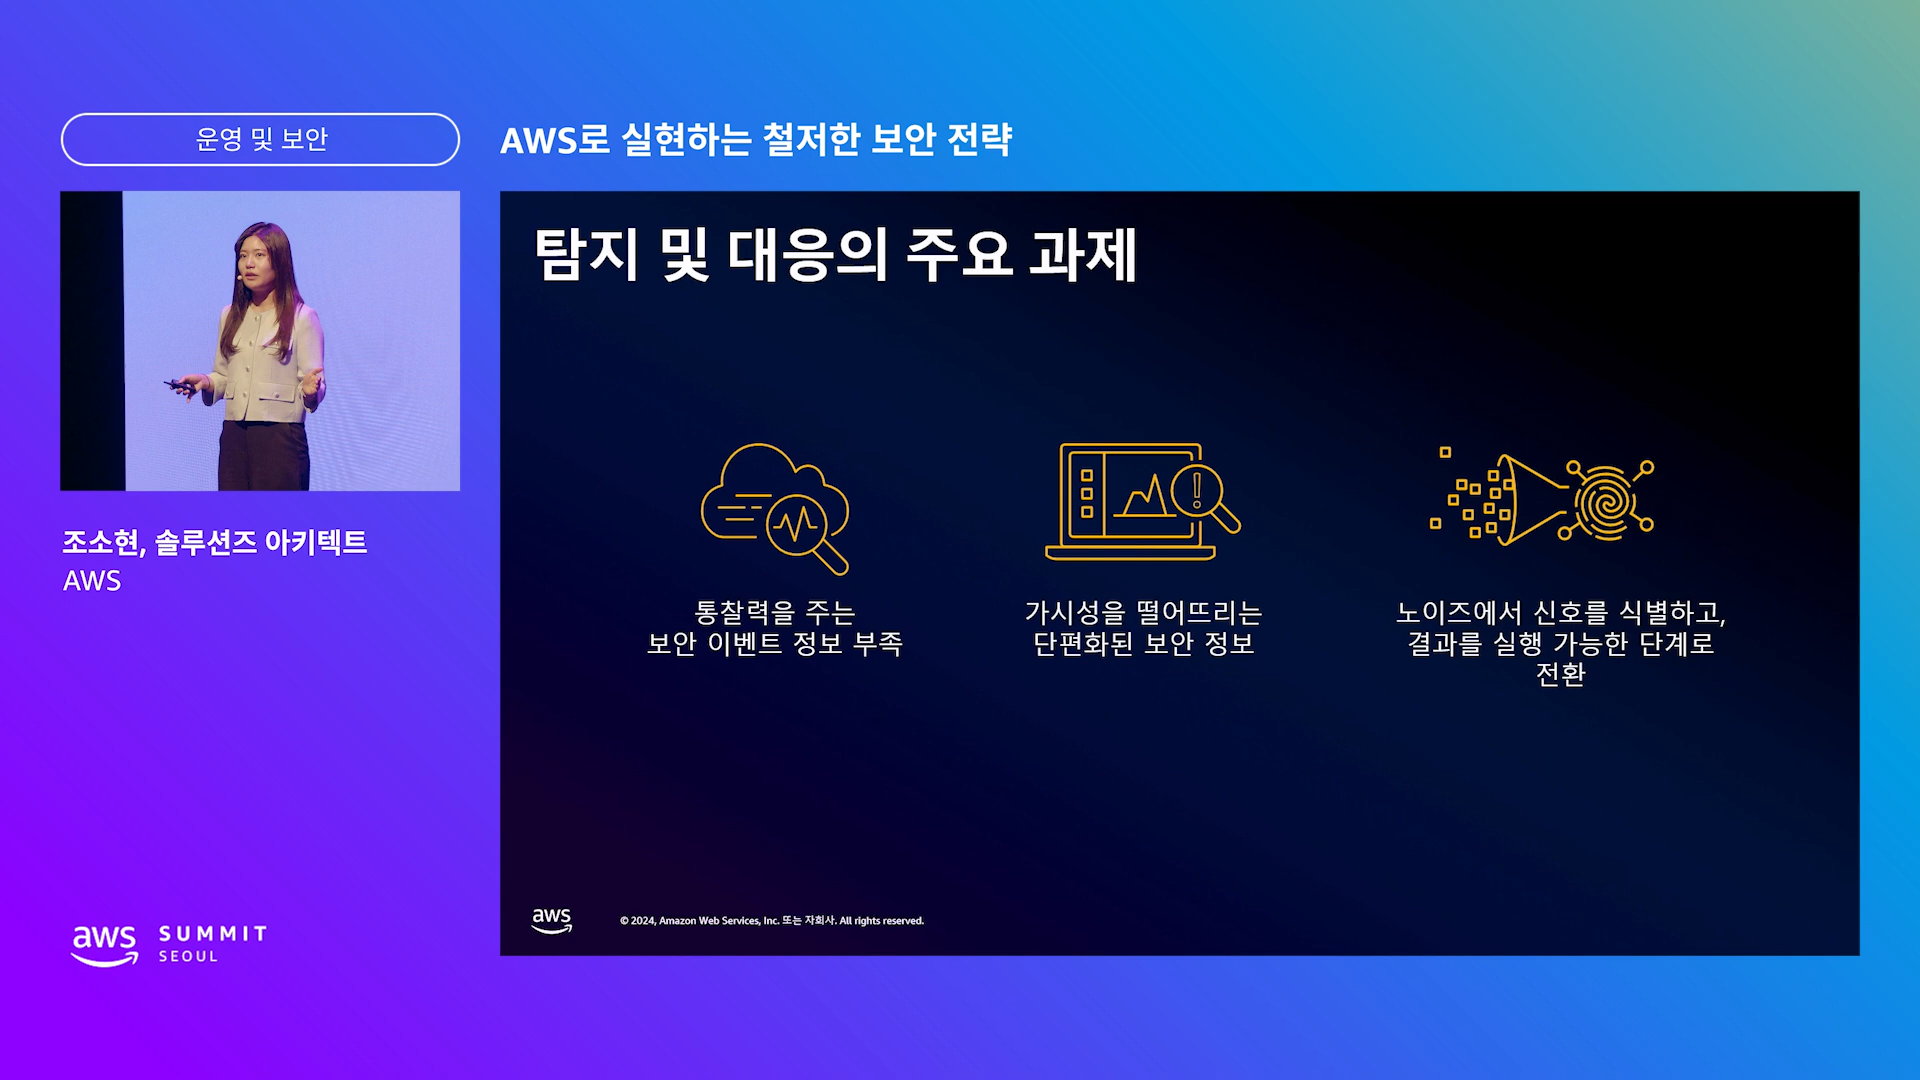 운영 및 보안
AWS로 실현하는 철저한 보안 전략
탐지 및 대응의 주요 과제
통찰력을 주는
보안 이벤트 정보 부족
가시성을 떨어뜨리는
단편화된 보안 정보
노이즈에서 신호를 식별하고,
결과를 실행 가능한 단계로
전환
조소현, 솔루션즈 아키텍트
AWS
aws
© 2024, Amazon Web Services, Inc. 또는 자회사. All rights reserved.
aws
SUMMIT
SEOUL